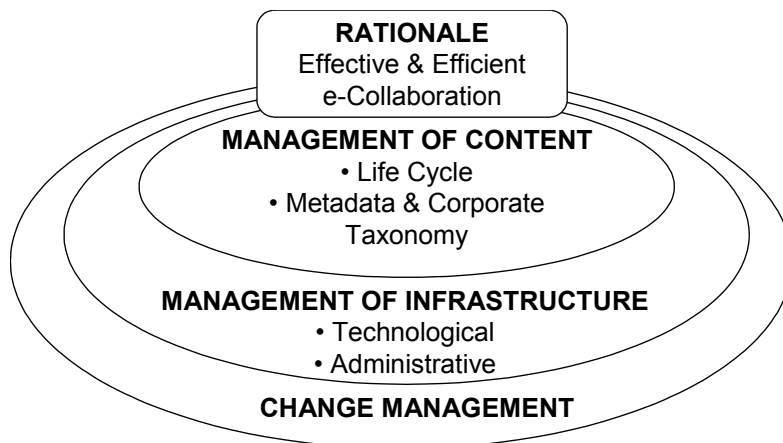 RATIONALE
Effective & Efficient
e-Collaboration
MANAGEMENT OF CONTENT
• Life Cycle
• Metadata & Corporate
Taxonomy
MANAGEMENT OF INFRASTRUCTURE
• Technological
• Administrative
CHANGE MANAGEMENT